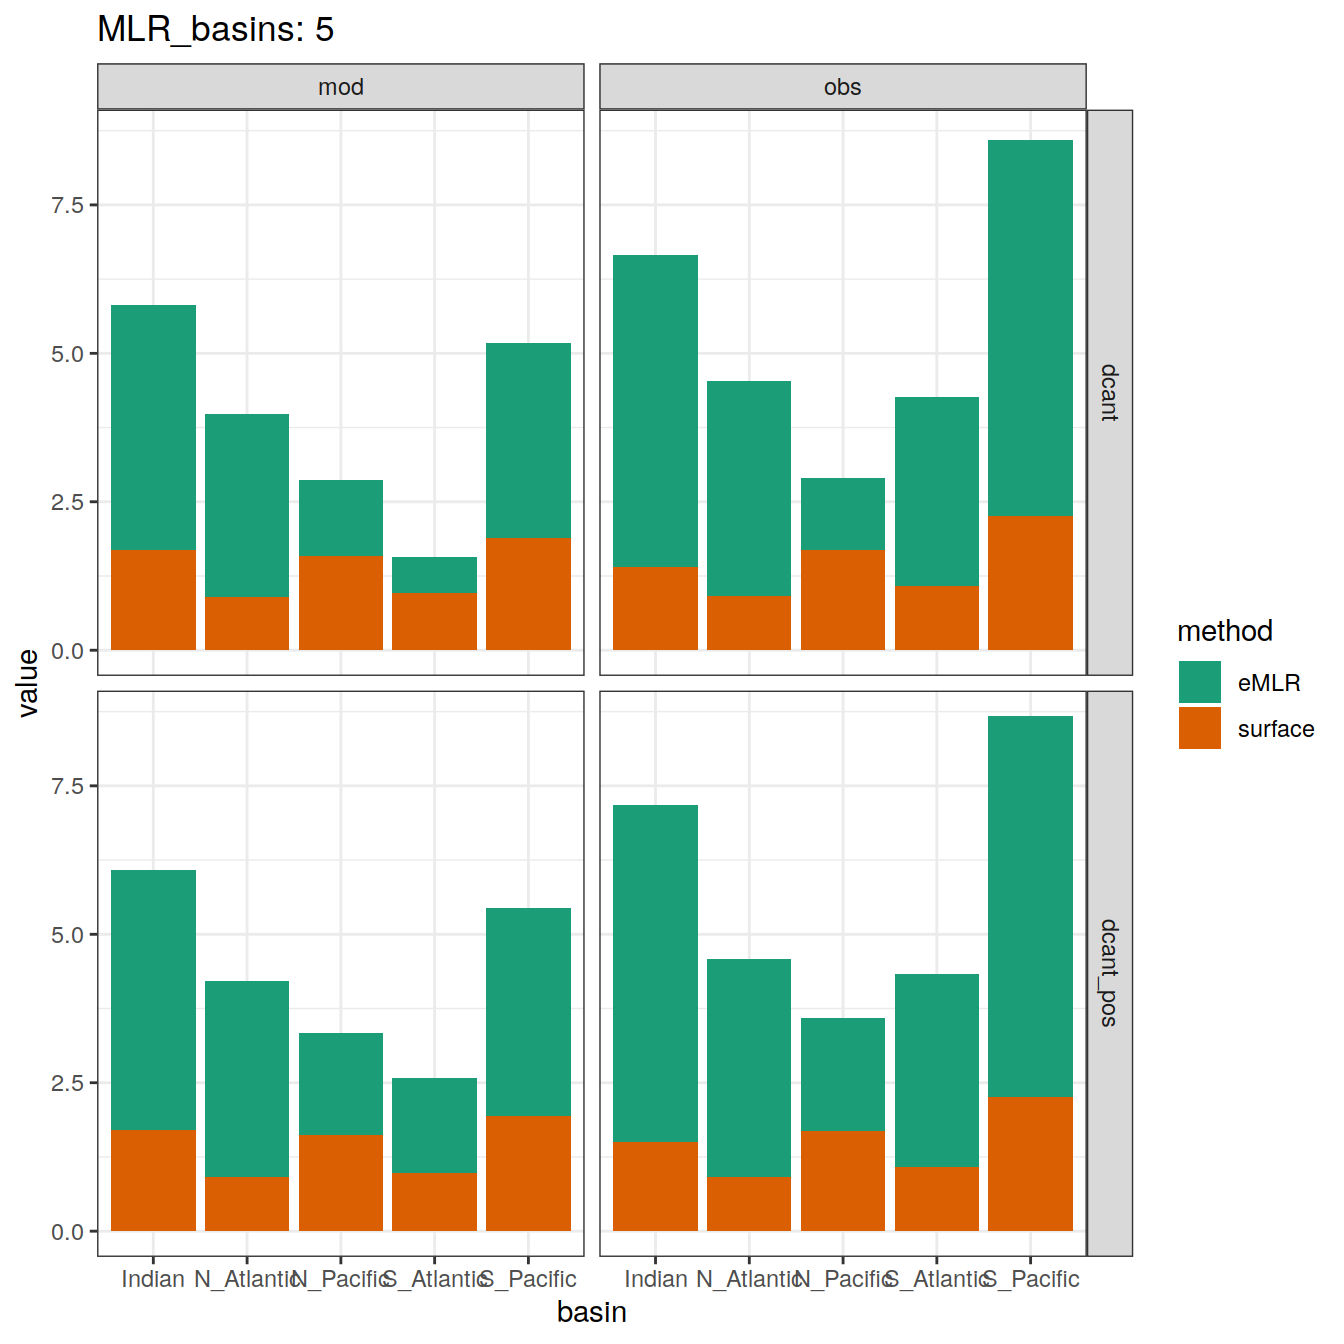 MLR_basins: 5
mod
obs
7.5
5.0
2.5
0.0
dcant
7.5
5.0
2.5
0.0
dcant_pos
value
Indian N_Atlantic N_Pacific S_Atlantic S_Pacific
Indian N_Atlantic N_Pacific S_Atlantic S_Pacific
basin
method
eMLR
surface